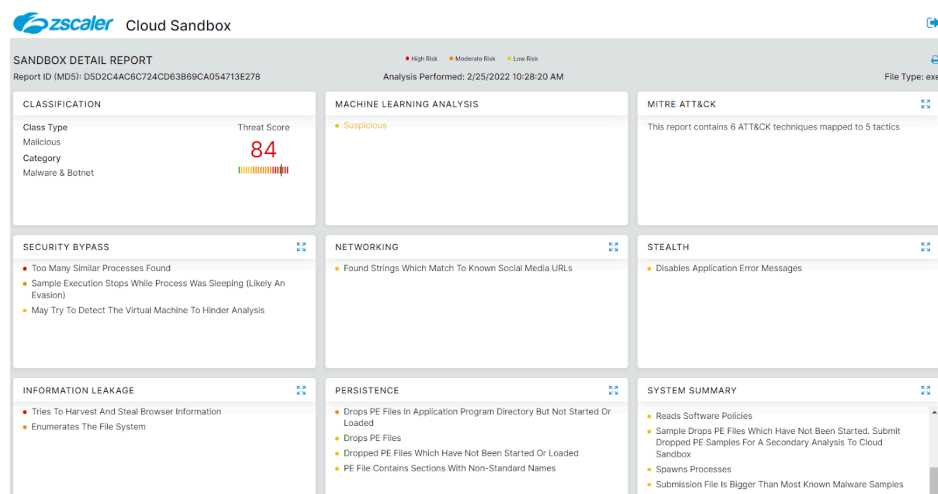 zscaler Cloud Sandbox
SANDBOX DETAIL REPORT
High Risk Moderate Risk Low Risk
Report ID (MD5): D5D2C4AC6C724CD63B69CA054713E278
Analysis Performed: 2/25/2022 10:28:20 AM
File Type: exe
CLASSIFICATION
Class Type
Threat Score
Malicious
84
Category
Malware & Botnet
MACHINE LEARNING ANALYSIS
Suspicious
MITRE ATT&CK
This report contains 6 ATT&CK techniques mapped to 5 tactics
SECURITY BYPASS
Too Many Similar Processes Found
Sample Execution Stops While Process Was Sleeping (Likely An
Evasion)
May Try To Detect The Virtual Machine To Hinder Analysis
NETWORKING
Found Strings Which Match To Known Social Media URLs
STEALTH
Disables Application Error Messages
INFORMATION LEAKAGE
Tries To Harvest And Steal Browser Information
Enumerates The File System
PERSISTENCE
Drops PE Files In Application Program Directory But Not Started Or
Loaded
Drops PE Files
Dropped PE Files Which Have Not Been Started Or Loaded
PE File Contains Sections With Non-Standard Names
SYSTEM SUMMARY
Reads Software Policies
Sample Drops PE Files Which Have Not Been Started. Submit
Dropped PE Samples For A Secondary Analysis To Cloud
Sandbox
Spawns Processes
Submission File Is Bigger Than Most Known Malware Samples